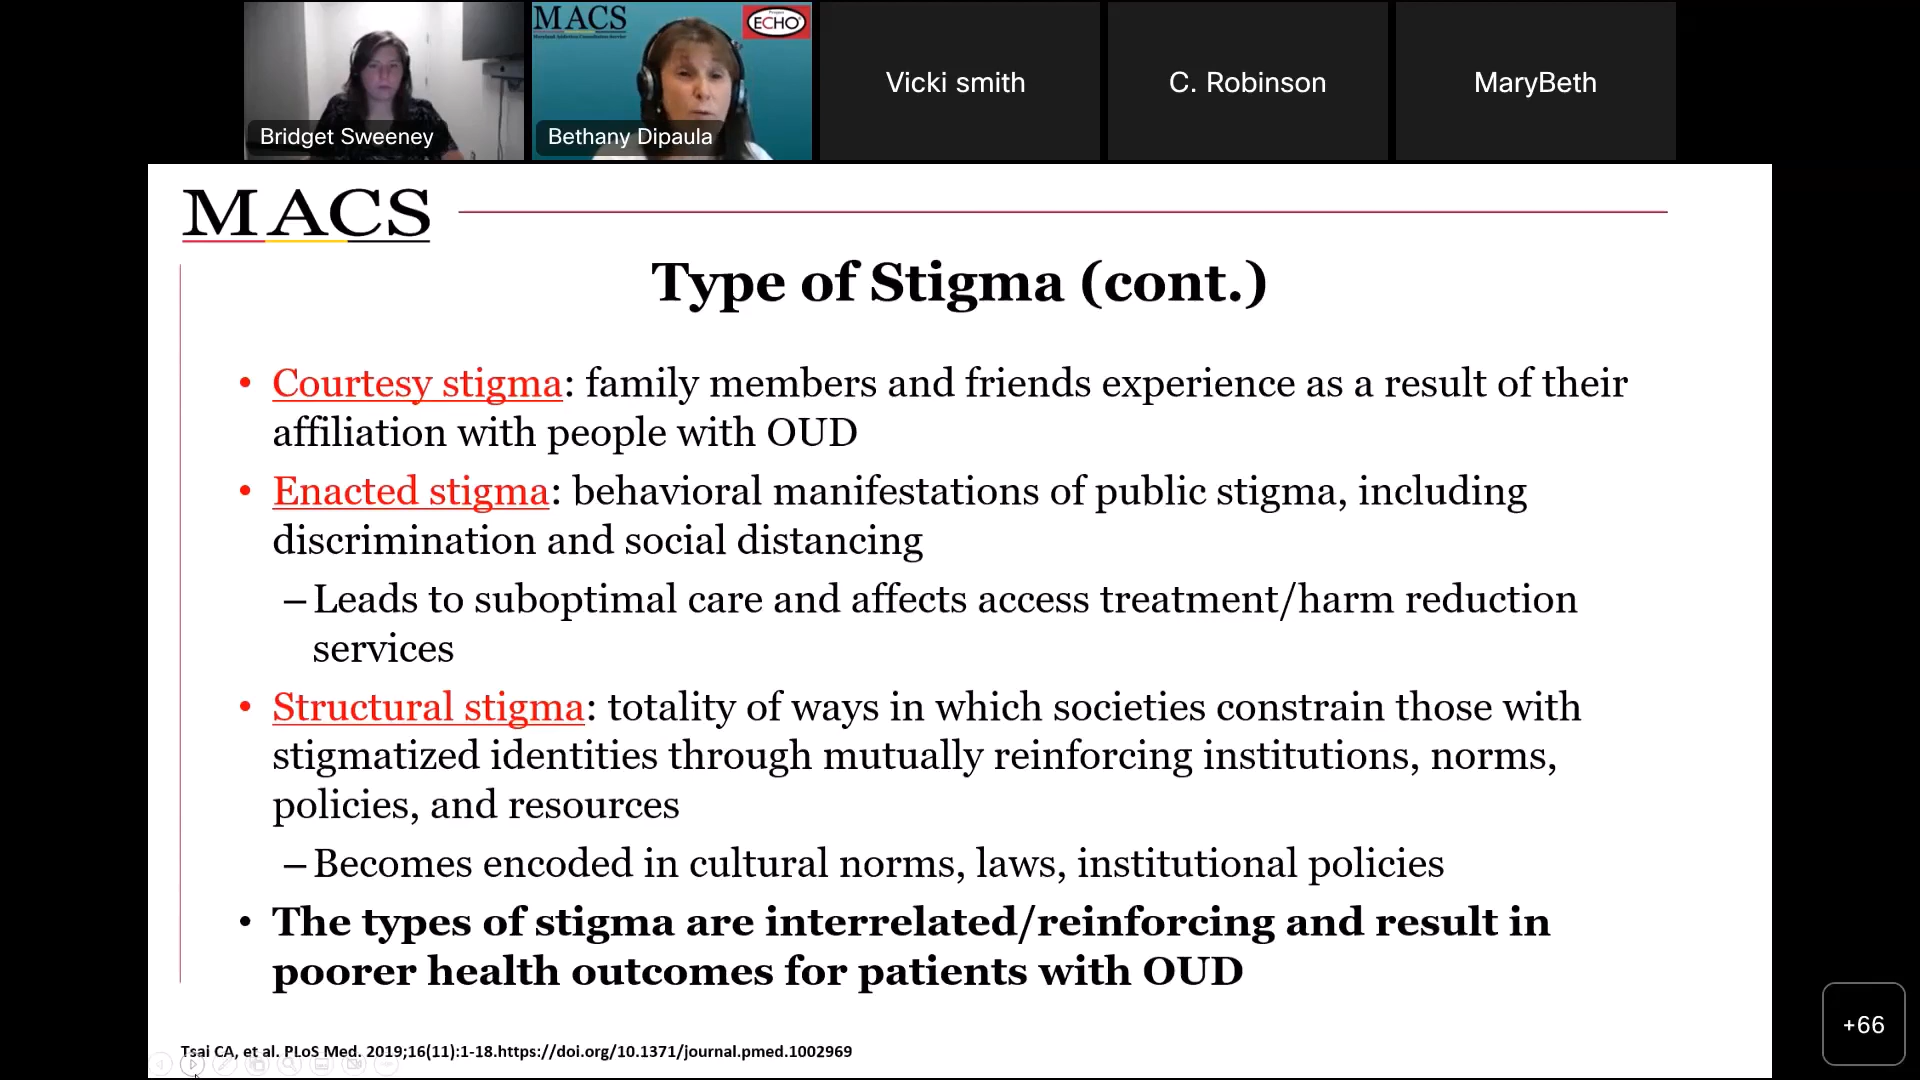 MACS
Project
ECHO
Bridget Sweeney
Bethany Dipaula
Vicki smith
C. Robinson
MaryBeth
MACS
Type of Stigma (cont.)
• Courtesy stigma: family members and friends experience as a result of their
affiliation with people with OUD
• Enacted stigma: behavioral manifestations of public stigma, including
discrimination and social distancing
– Leads to suboptimal care and affects access treatment/harm reduction
services
• Structural stigma: totality of ways in which societies constrain those with
stigmatized identities through mutually reinforcing institutions, norms,
policies, and resources
– Becomes encoded in cultural norms, laws, institutional policies
• The types of stigma are interrelated/reinforcing and result in
poorer health outcomes for patients with OUD
+66
Tsai CA, et al. PLoS Med. 2019;16(11):1-18.https://doi.org/10.1371/journal.pmed.1002969